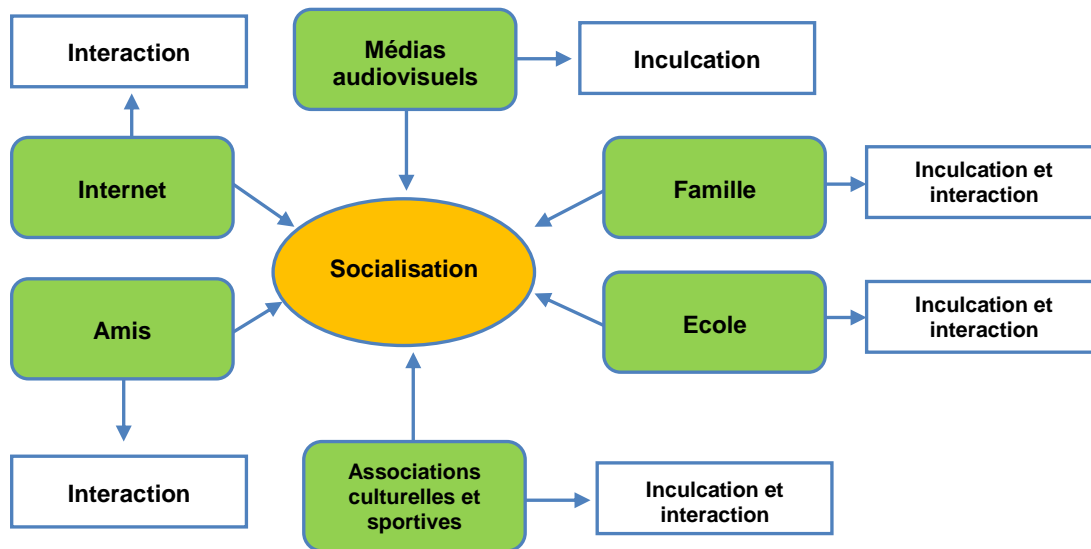 Interaction
Médias
audiovisuels
Inculcation
Internet
Famille
Inculcation et
interaction
Socialisation
Amis
Ecole
Inculcation et
interaction
Interaction
Associations
culturelles et
sportives
Inculcation et
interaction